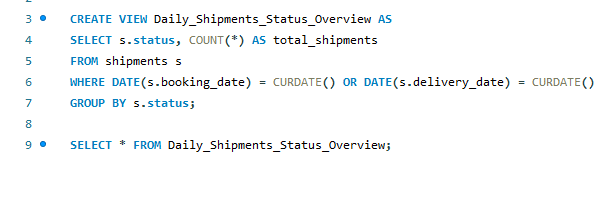 3 CREATE VIEW Daily_Shipments_Status_Overview AS
4 SELECT s.status, COUNT(*) AS total_shipments
5 FROM shipments s
6 WHERE DATE(s.booking_date) = CURDATE() OR DATE(s.delivery_date) = CURDATE()
7 GROUP BY s.status;
8
9 SELECT * FROM Daily_Shipments_Status_Overview;